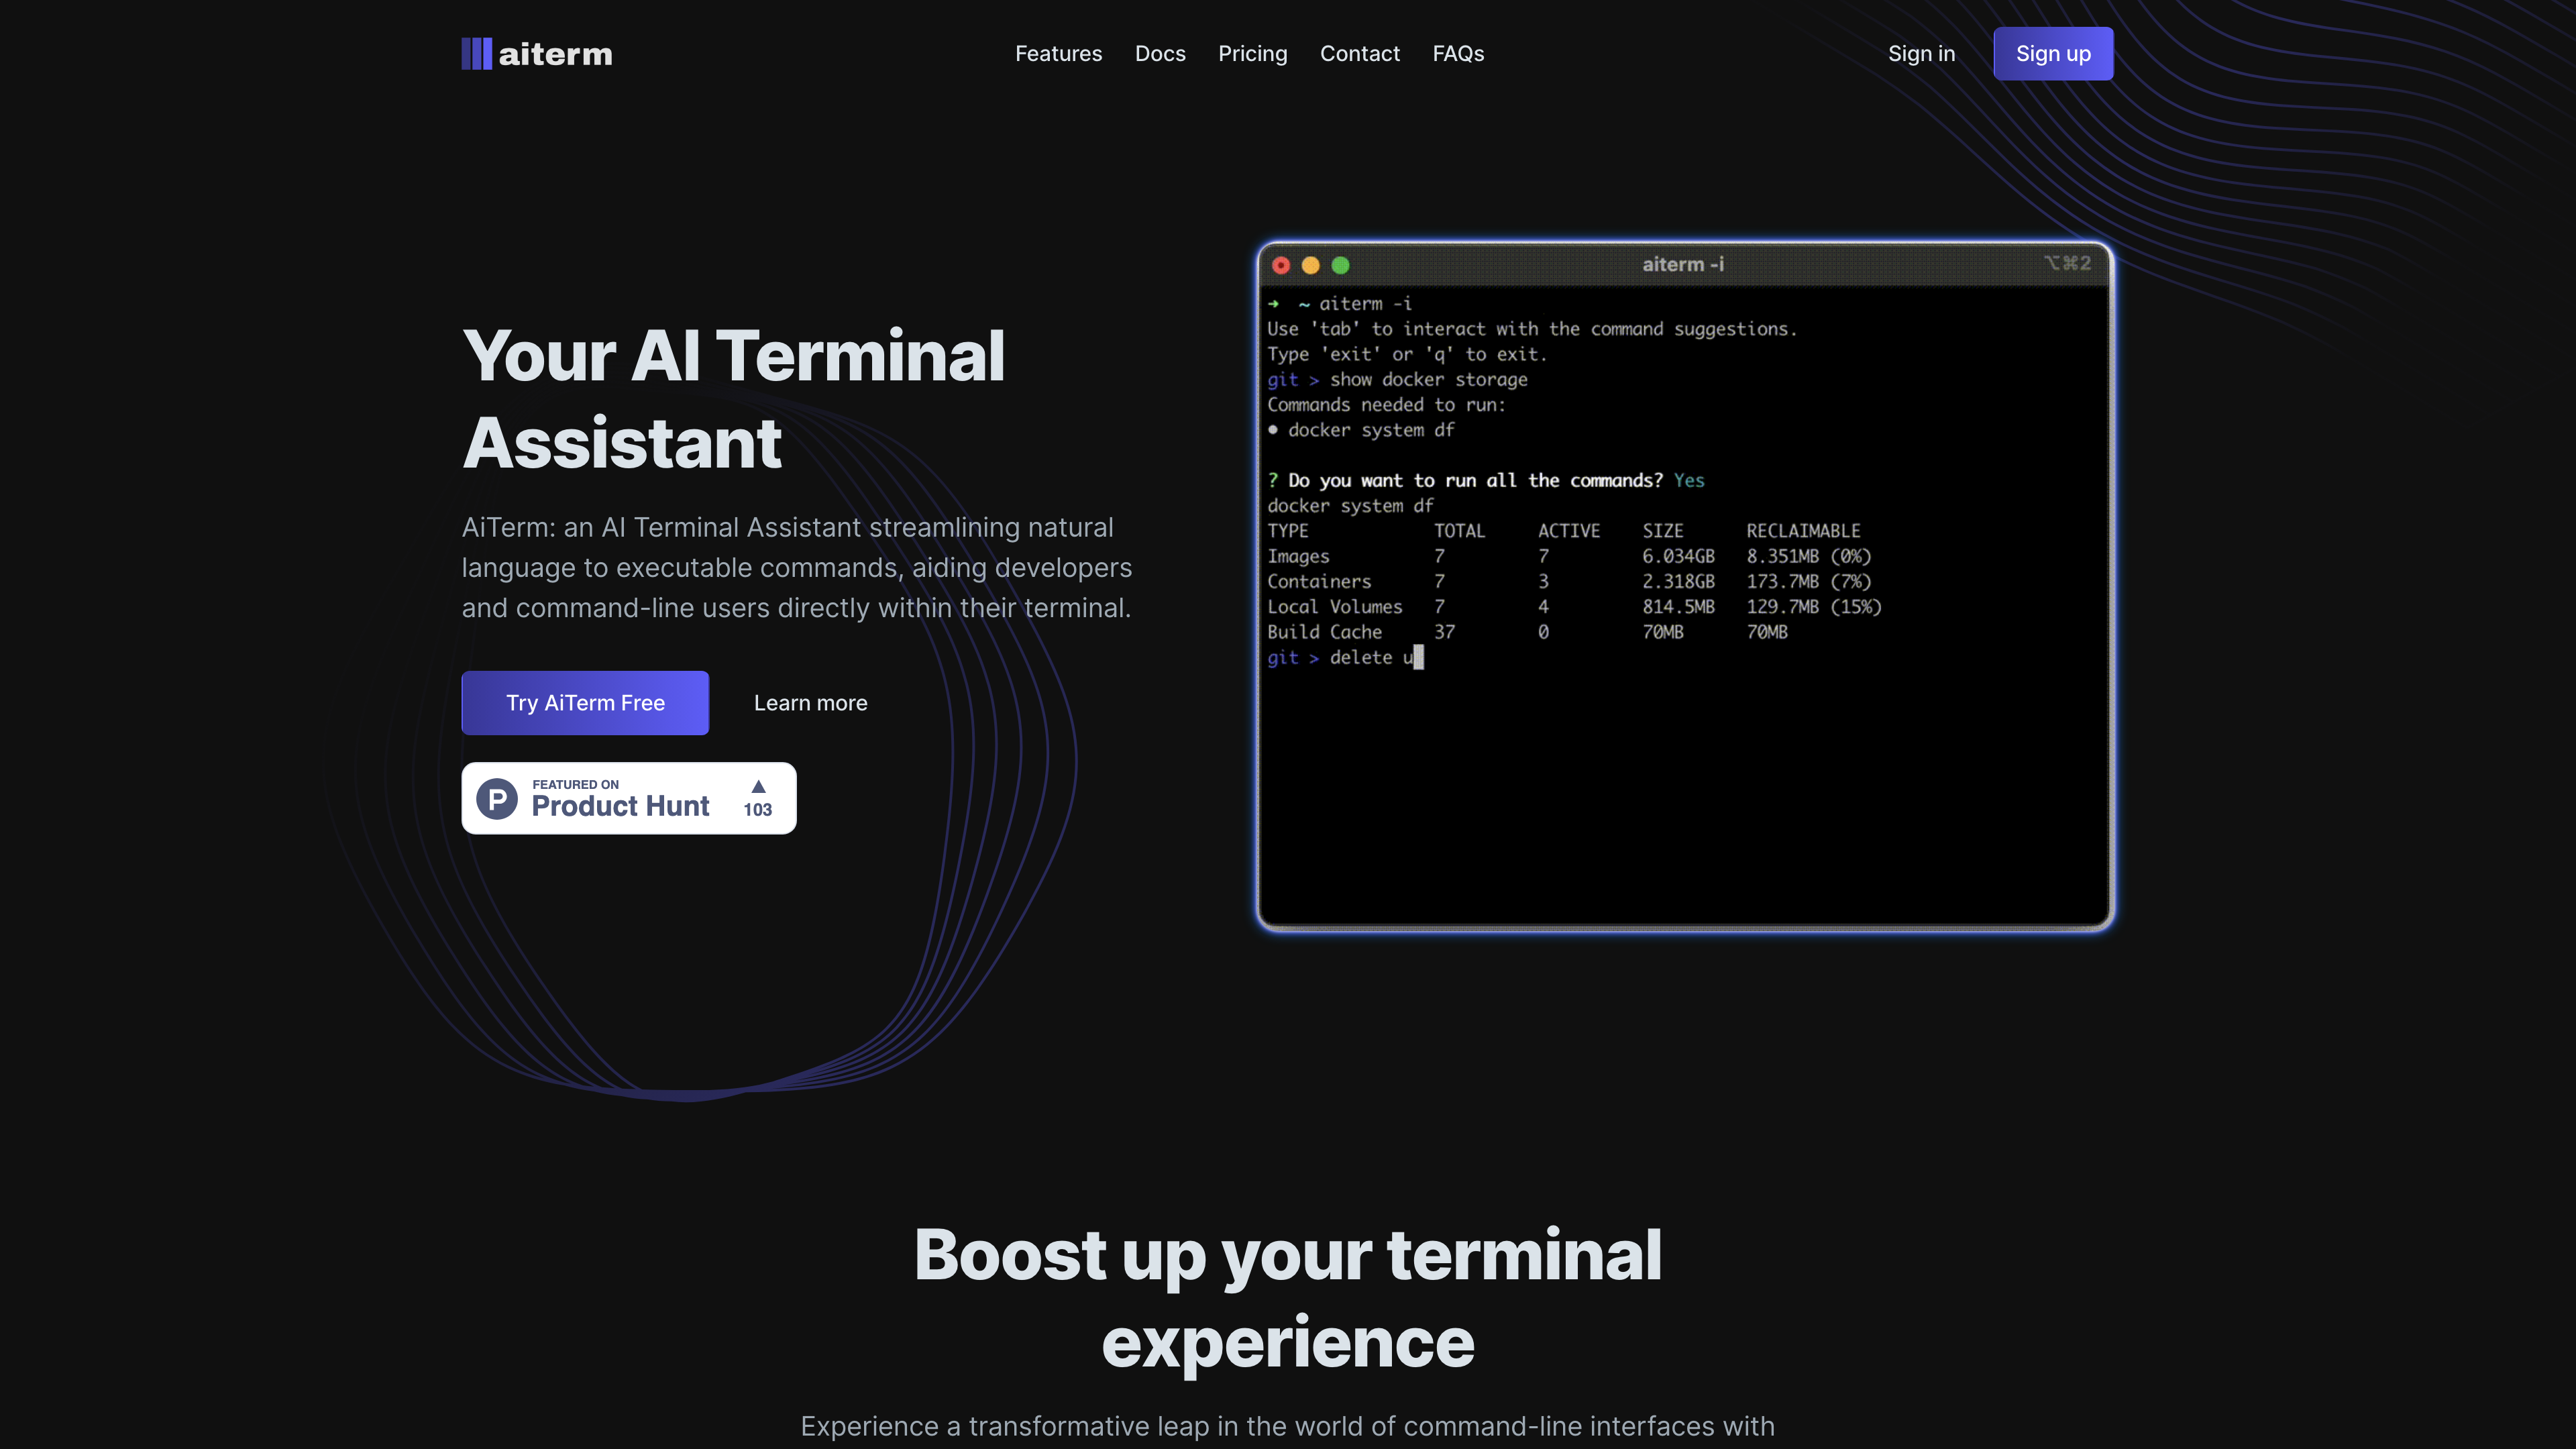 aiterm
Features Docs Pricing Contact FAQs
Sign in Sign up
Your AI Terminal
Assistant
AiTerm: an AI Terminal Assistant streamlining natural
language to executable commands, aiding developers
and command-line users directly within their terminal.
Try AiTerm Free Learn more
P FEATURED ON
Product Hunt
▲
103
aiterm -i ⌥⌘2
➜ ~ aiterm -i
Use 'tab' to interact with the command suggestions.
Type 'exit' or 'q' to exit.
git > show docker storage
Commands needed to run:
● docker system df
? Do you want to run all the commands? Yes
docker system df
TYPE TOTAL ACTIVE SIZE RECLAIMABLE
Images 7 7 6.034GB 8.351MB (0%)
Containers 7 3 2.318GB 173.7MB (7%)
Local Volumes 7 4 814.5MB 129.7MB (15%)
Build Cache 37 0 70MB 70MB
git > delete u
Boost up your terminal
experience
Experience a transformative leap in the world of command-line interfaces with